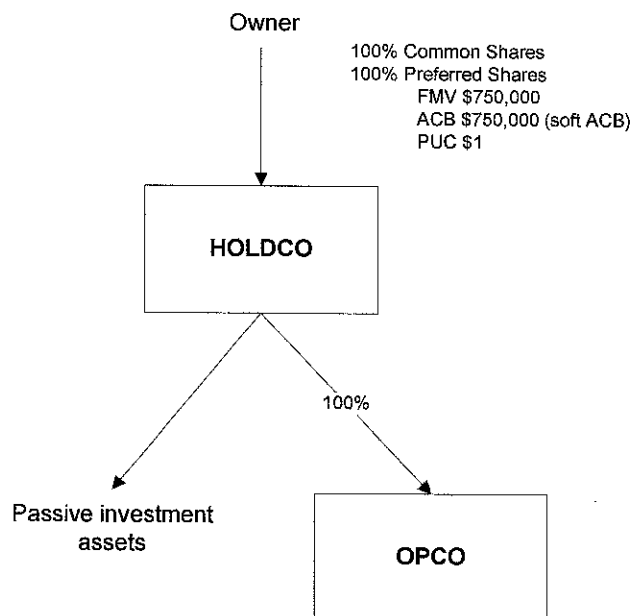 Owner
100% Common Shares
100% Preferred Shares
FMV $750,000
ACB $750,000 (soft ACB)
PUC $1
HOLDCO
100%
Passive investment
assets
OPCO